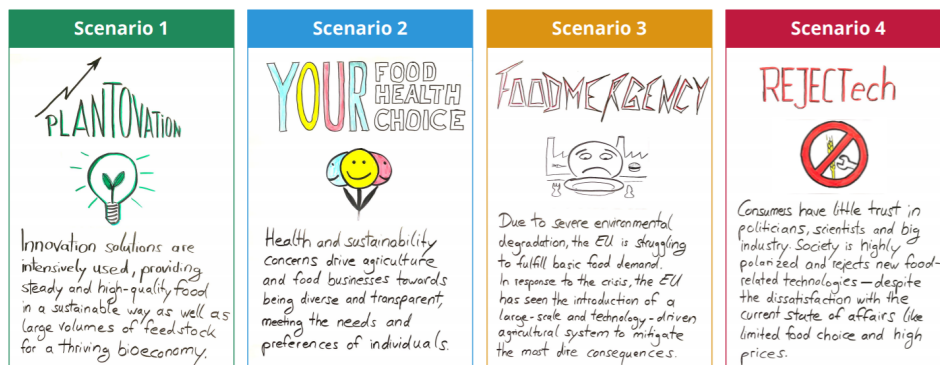 Scenario 1
PLANTOVATION
Innovation solutions are
intensively used, providing
steady and high-quality food
in a sustainable way as well as
large volumes of feedstock
for a thriving bioeconomy.
Scenario 2
YOUR FOOD
HEALTH
CHOICE
Health and sustainability
concerns drive agriculture
and food businesses towards
being diverse and transparent,
meeting the needs and
preferences of individuals.
Scenario 3
FOODMERGENCY
Due to severe environmental
degradation, the EU is struggling
to fulfill basic food demand.
In response to the crisis, the EU
has seen the introduction of a
large-scale and technology-driven
agricultural system to mitigate
the most dire consequences.
Scenario 4
REJECTech
Consumers have little trust in
politicians, scientists and big
industry. Society is highly
polarized and rejects new food-
related technologies – despite
the dissatisfaction with the
current state of affairs like
limited food choice and high
prices.